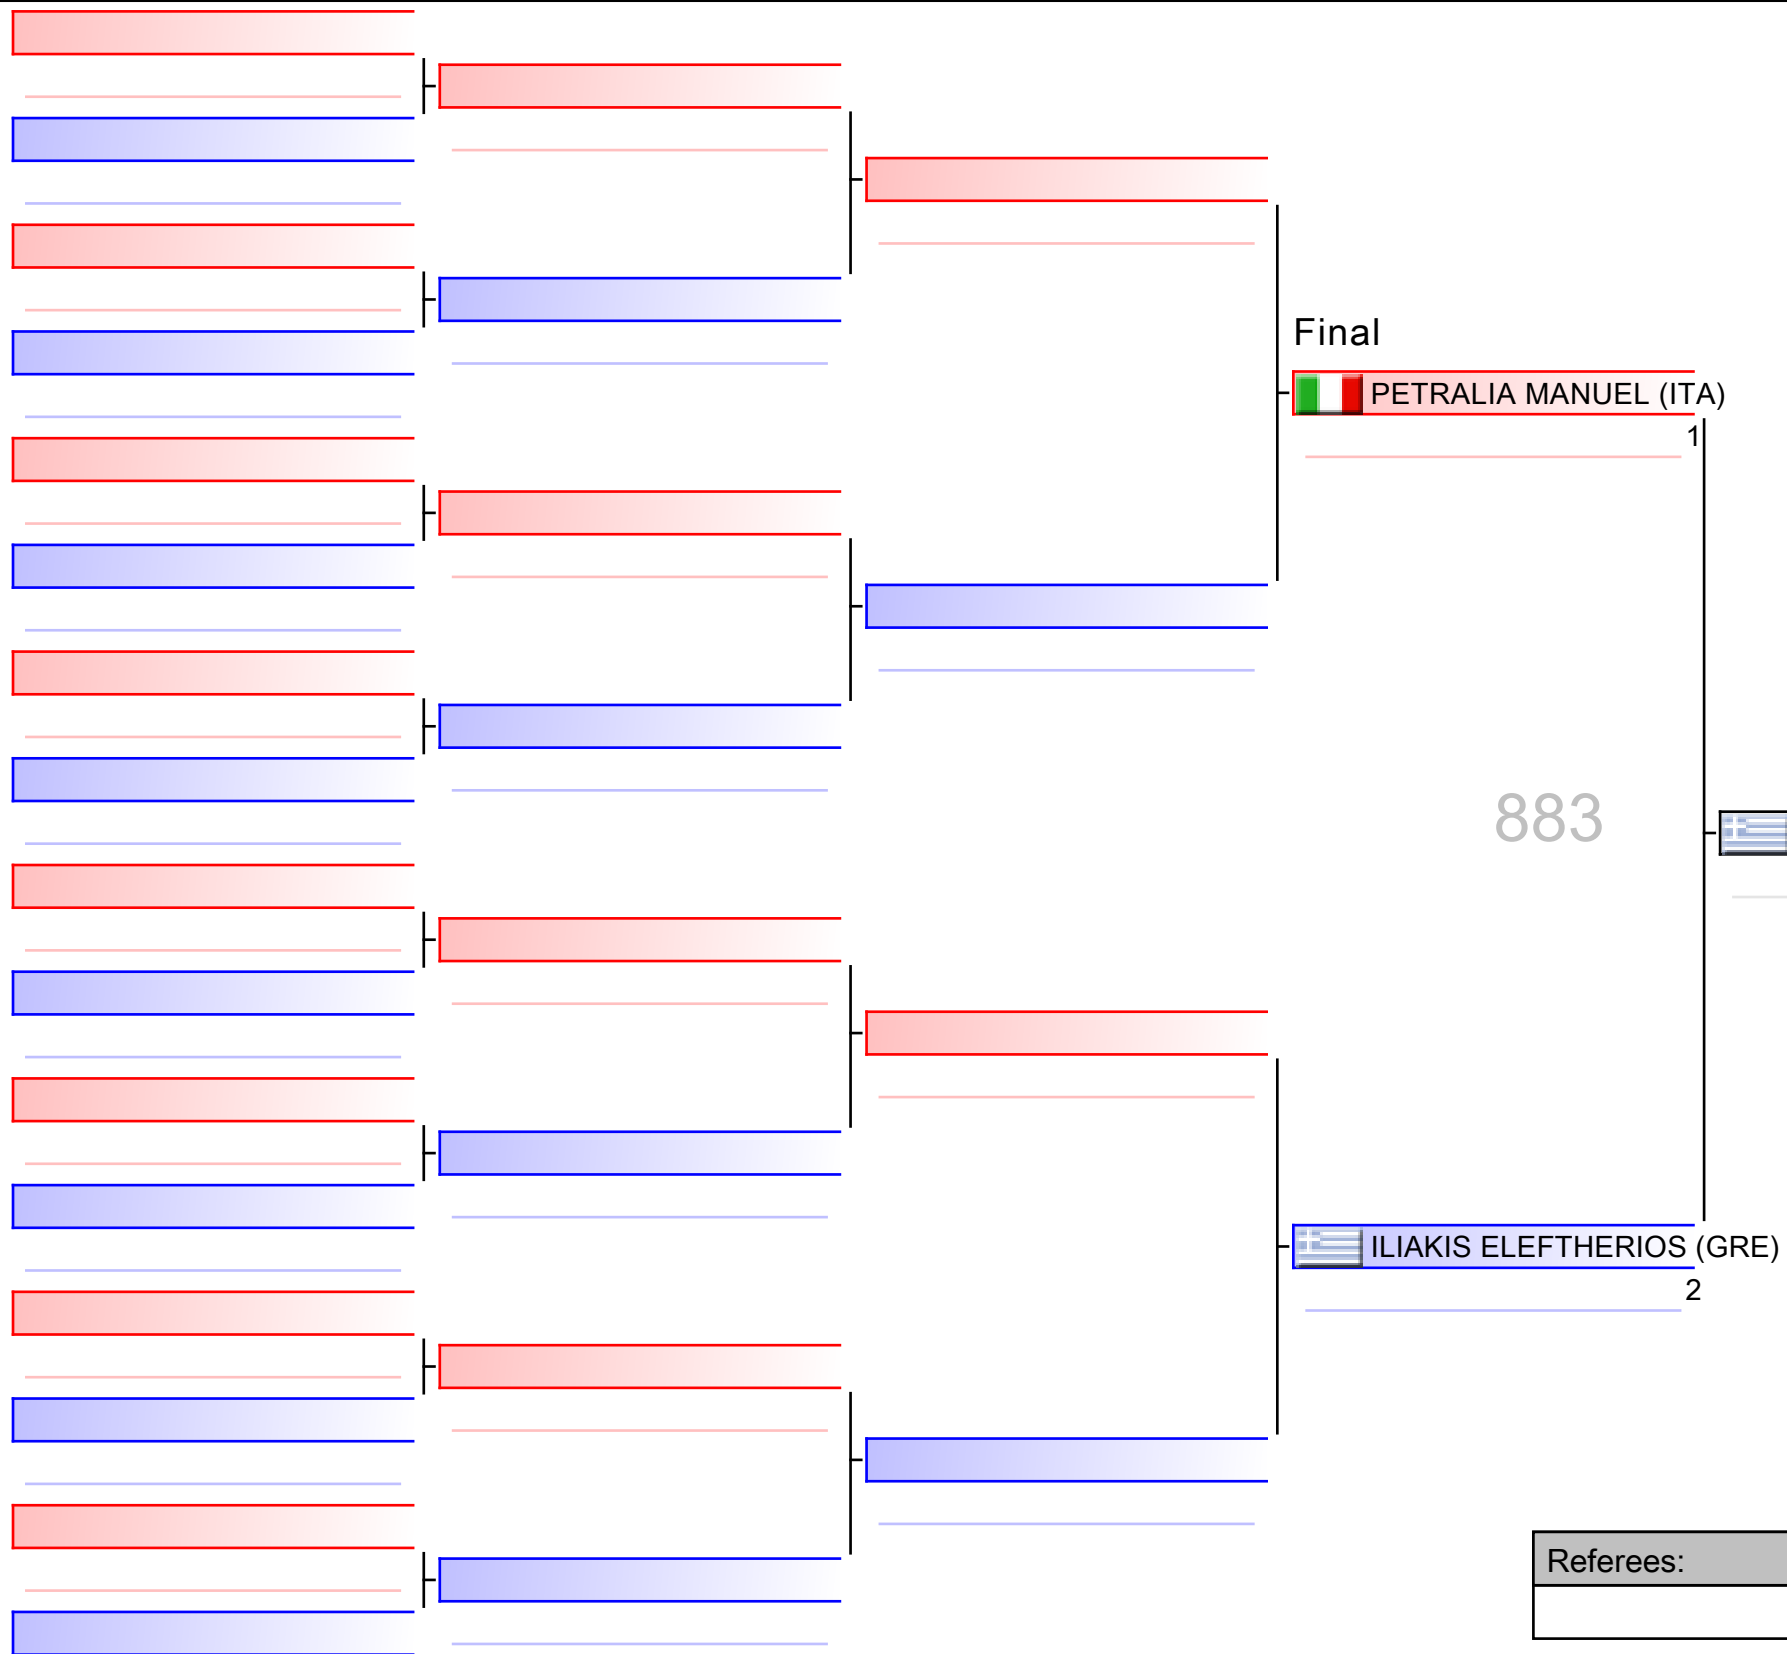 Final
PETRALIA MANUEL (ITA)
1
883
ILIAKIS ELEFTHERIOS (GRE)
2
Referees: